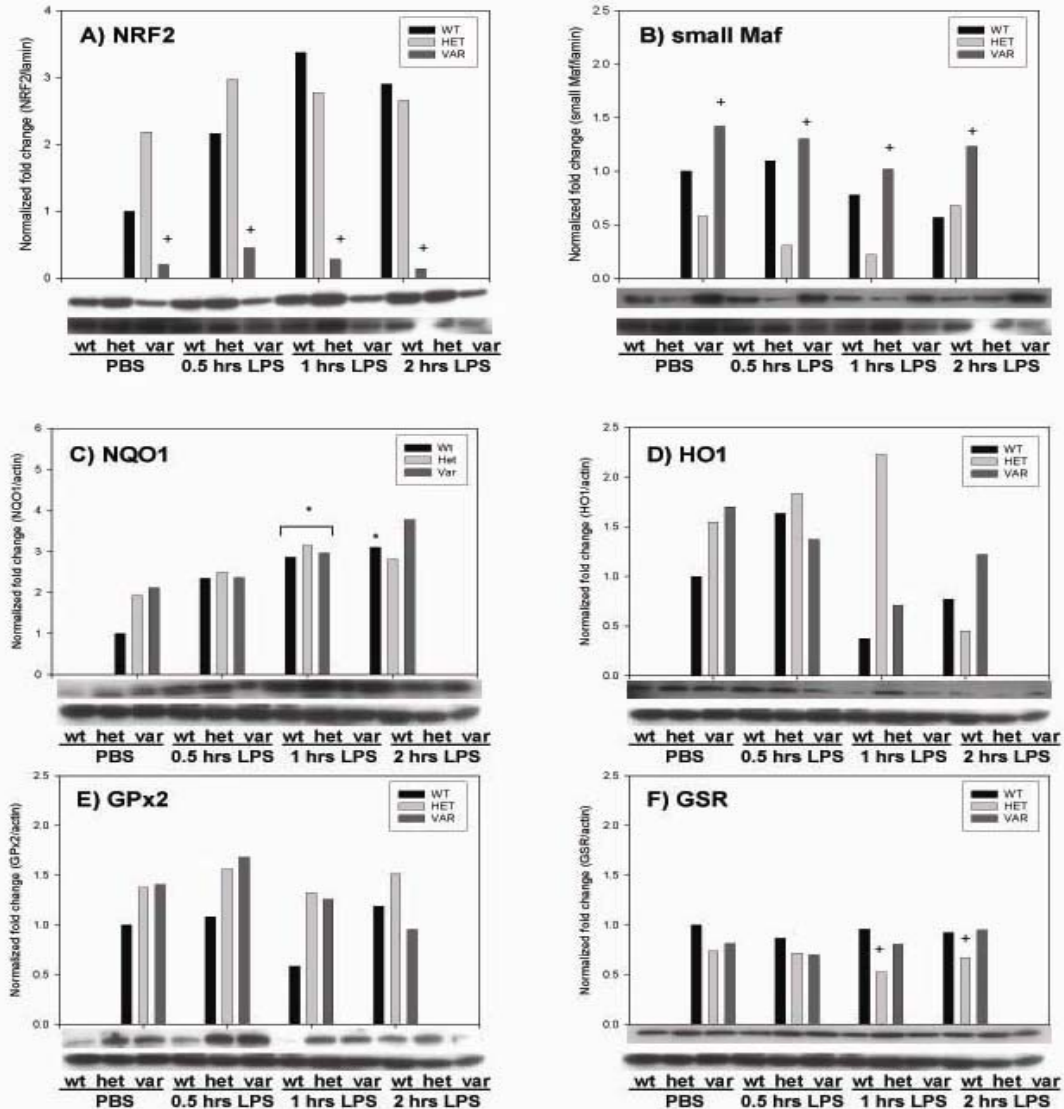 A) NRF2
WT
HET
VAR
Normalized fold change (NRF2/lamin)
4
3
2
1
0
+
+
+
+
wt het var wt het var wt het var wt het var
PBS 0.5 hrs LPS 1 hrs LPS 2 hrs LPS
B) small Maf
WT
HET
VAR
Normalized fold change (small Maf/lamin)
2.5
2.0
1.5
1.0
0.5
0.0
+
+
+
+
wt het var wt het var wt het var wt het var
PBS 0.5 hrs LPS 1 hrs LPS 2 hrs LPS
C) NQO1
Wt
Het
Var
Normalized fold change (NQO1/actin)
6
5
4
3
2
1
0
*
*
wt het var wt het var wt het var wt het var
PBS 0.5 hrs LPS 1 hrs LPS 2 hrs LPS
D) HO1
WT
HET
VAR
Normalized fold change (HO1/actin)
2.5
2.0
1.5
1.0
0.5
0.0
wt het var wt het var wt het var wt het var
PBS 0.5 hrs LPS 1 hrs LPS 2 hrs LPS
E) GPx2
WT
HET
VAR
Normalized fold change (GPx2/actin)
2.5
2.0
1.5
1.0
0.5
0.0
wt het var wt het var wt het var wt het var
PBS 0.5 hrs LPS 1 hrs LPS 2 hrs LPS
F) GSR
WT
HET
VAR
Normalized fold change (GSR/actin)
2.5
2.0
1.5
1.0
0.5
0.0
+
+
wt het var wt het var wt het var wt het var
PBS 0.5 hrs LPS 1 hrs LPS 2 hrs LPS